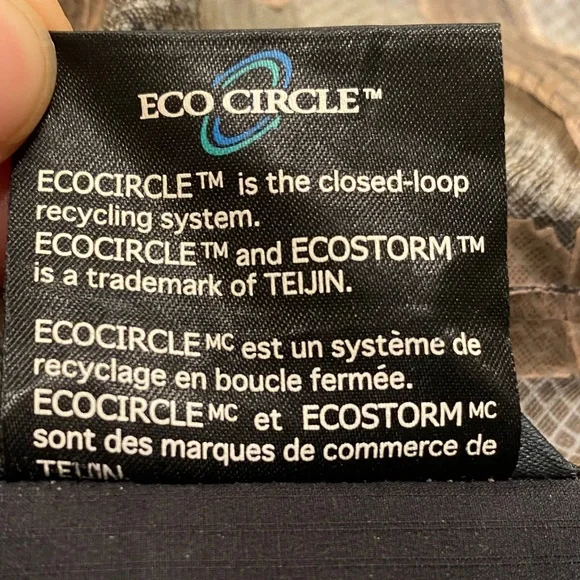 ECO CIRCLE™
ECOCIRCLE™ is the closed-loop
recycling system.
ECOCIRCLE™ and ECOSTORM™
is a trademark of TEIJIN.
ECOCIRCLE MC est un système de
recyclage en boucle fermée.
ECOCIRCLE MC et ECOSTORM MC
sont des marques de commerce de
TEIJIN.